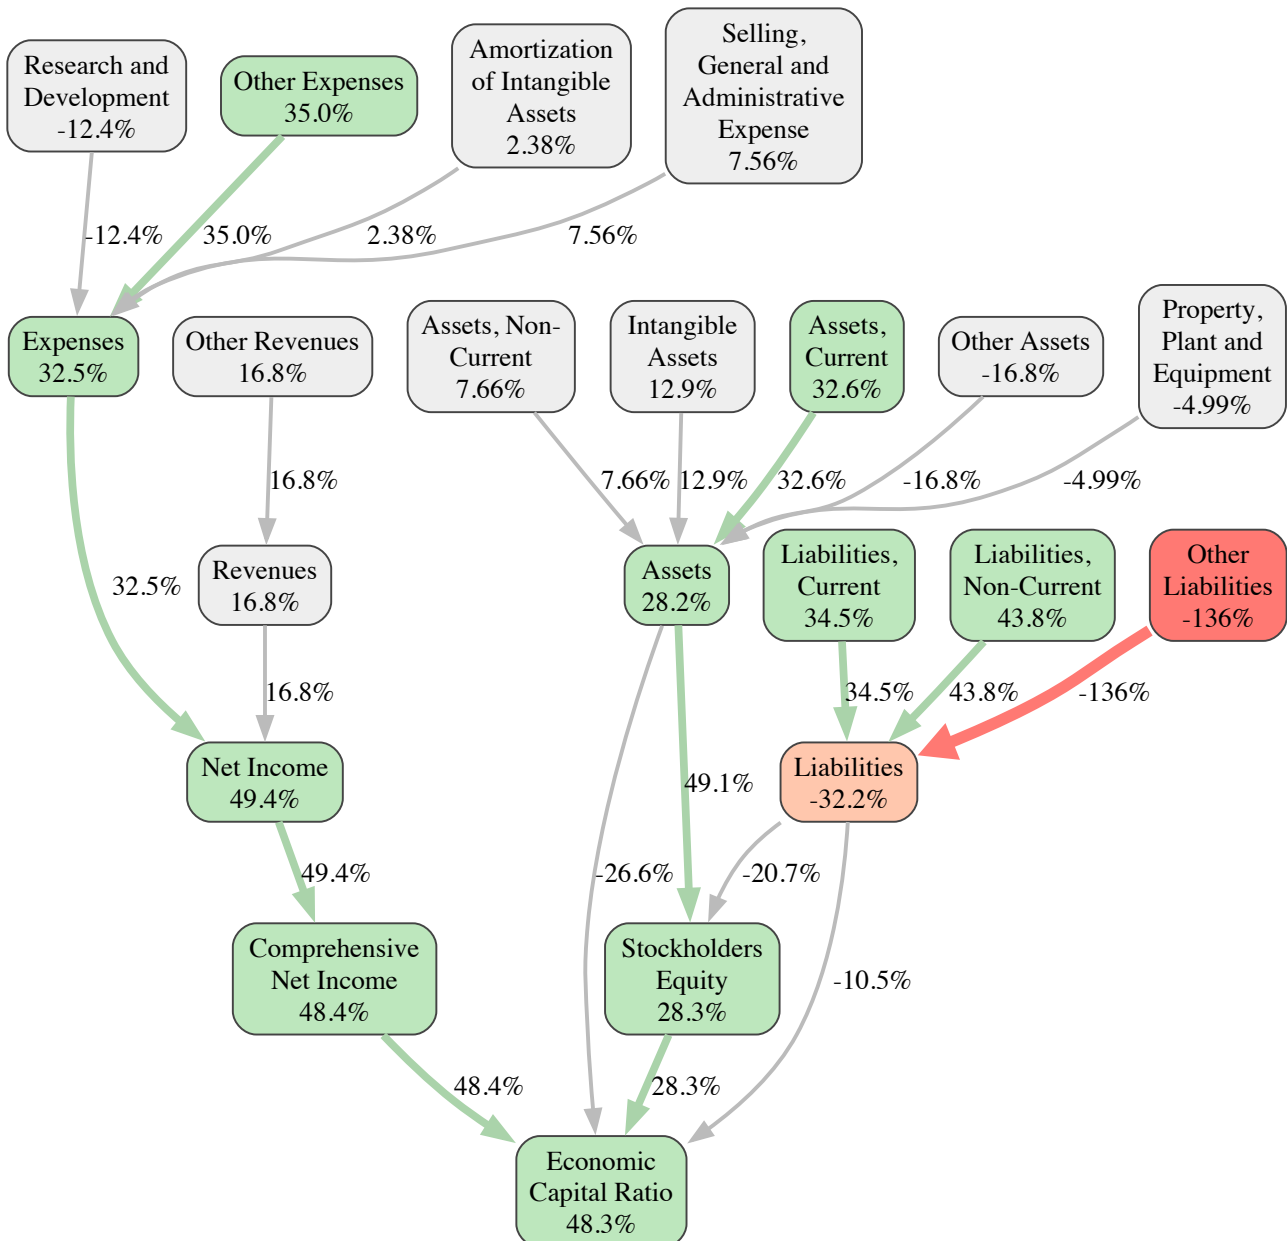 Research and
Development
-12.4%
Other Expenses
35.0%
Amortization
of Intangible
Assets
2.38%
Selling,
General and
Administrative
Expense
7.56%
-12.4%
35.0%
2.38%
7.56%
Expenses
32.5%
Other Revenues
16.8%
Assets, Non-
Current
7.66%
Intangible
Assets
12.9%
Assets,
Current
32.6%
Other Assets
-16.8%
Property,
Plant and
Equipment
-4.99%
16.8%
7.66%
12.9%
32.6%
-16.8%
-4.99%
32.5%
Revenues
16.8%
Assets
28.2%
Liabilities,
Current
34.5%
Liabilities,
Non-Current
43.8%
Other
Liabilities
-136%
16.8%
34.5%
43.8%
-136%
Net Income
49.4%
49.1%
Liabilities
-32.2%
49.4%
-26.6%
-20.7%
Comprehensive
Net Income
48.4%
Stockholders
Equity
28.3%
-10.5%
48.4%
28.3%
Economic
Capital Ratio
48.3%